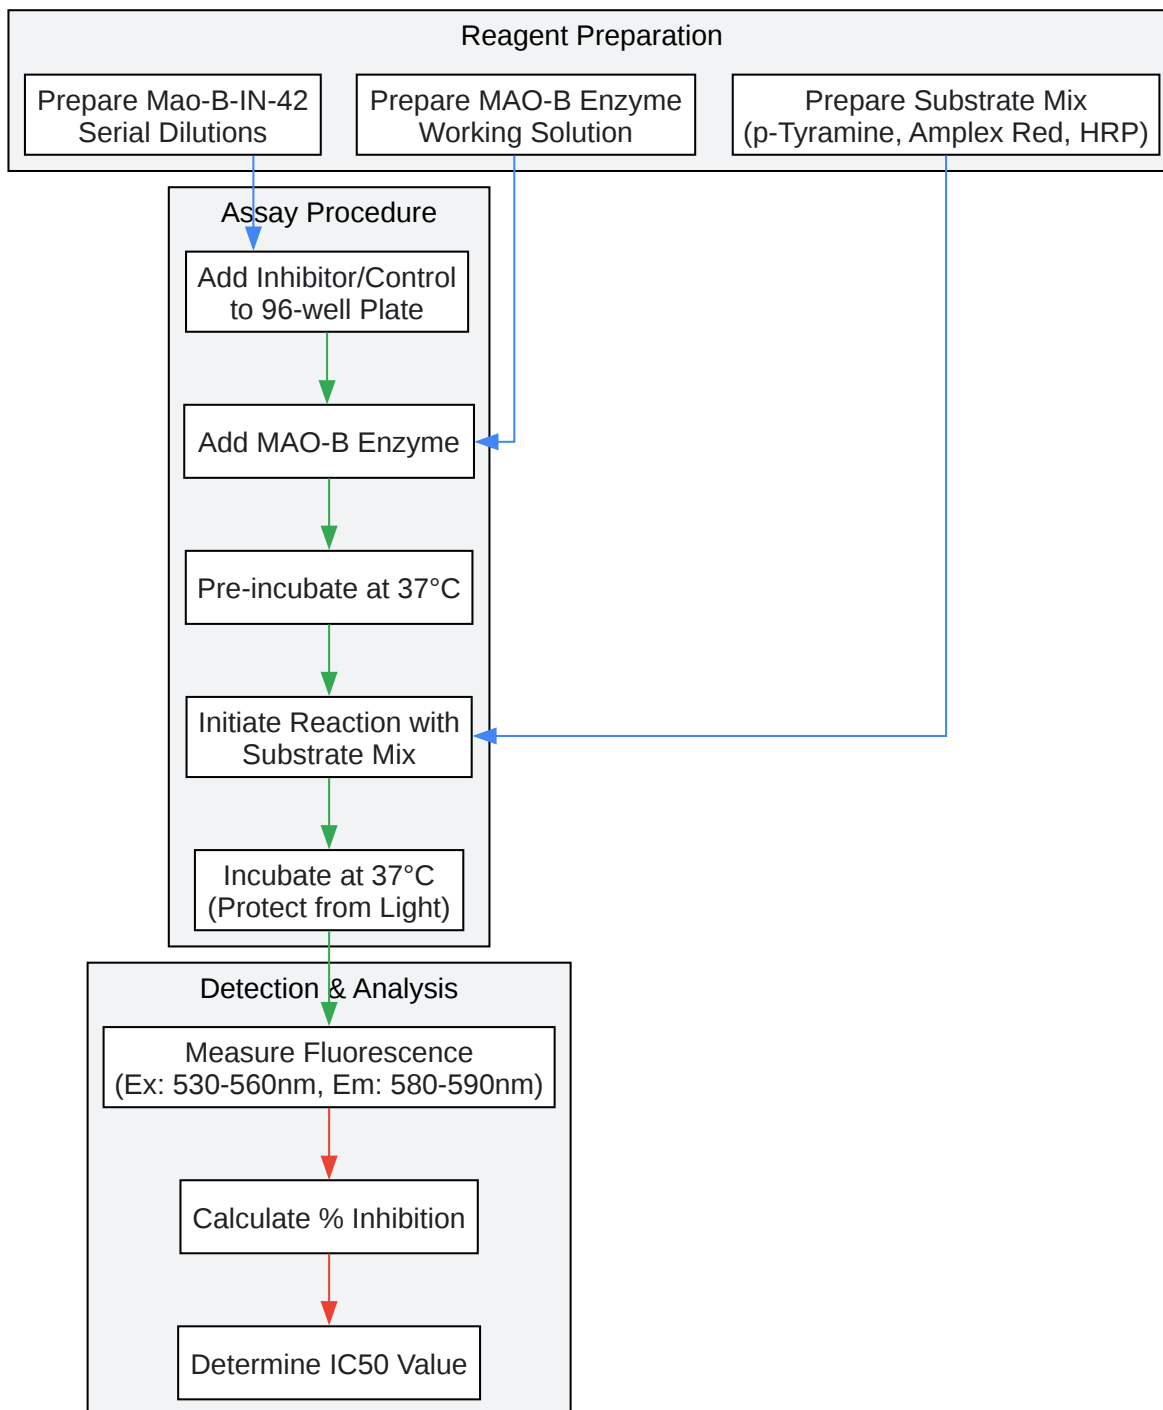 Reagent Preparation
Prepare Mao-B-IN-42
Serial Dilutions
Prepare MAO-B Enzyme
Working Solution
Prepare Substrate Mix
(p-Tyramine, Amplex Red, HRP)
Assay Procedure
Add Inhibitor/Control
to 96-well Plate
Add MAO-B Enzyme
Pre-incubate at 37°C
Initiate Reaction with
Substrate Mix
Incubate at 37°C
(Protect from Light)
Detection & Analysis
Measure Fluorescence
(Ex: 530-560nm, Em: 580-590nm)
Calculate % Inhibition
Determine IC50 Value